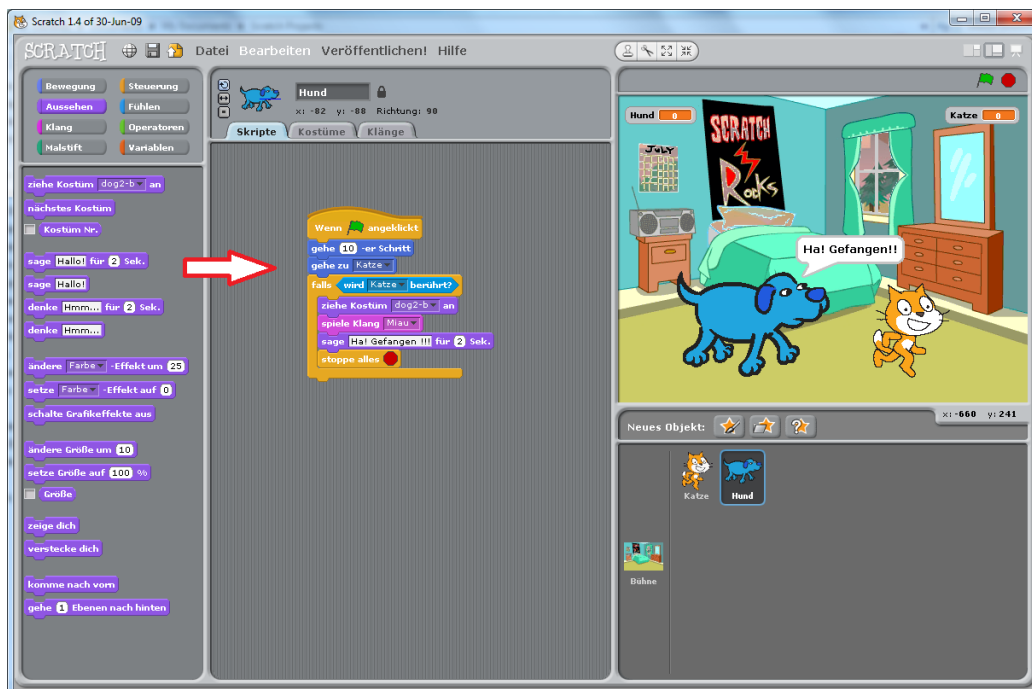 Scratch 1.4 of 30-Jun-09
SCRATCH Datei Bearbeiten Veröffentlichen! Hilfe
Bewegung Steuerung
Aussehen Fühlen
Klang Operatoren
Malstift Variablen
ziehe Kostüm dog2-b an
nächstes Kostüm
Kostüm Nr.
sage Hallo! für 2 Sek.
sage Hallo!
denke Hmm... für 2 Sek.
denke Hmm...
ändere Farbe -Effekt um 25
setze Farbe -Effekt auf 0
schalte Grafikeffekte aus
ändere Größe um 10
setze Größe auf 100 %
Größe
zeige dich
verstecke dich
komme nach vorn
gehe 1 Ebenen nach hinten
Hund
x: -82 y: -88 Richtung: 90
Skripte Kostüme Klänge
Wenn angeklickt
gehe 10 -er Schritt
gehe zu Katze
falls wird Katze berührt?
ziehe Kostüm dog2-b an
spiele Klang Miau
sage Ha! Gefangen !!! für 2 Sek.
stoppe alles
Hund 0
Katze 0
JULY
SCRATCH
Rocks
Ha! Gefangen!!
x: -660 y: 241
Neues Objekt:
Katze
Hund
Bühne